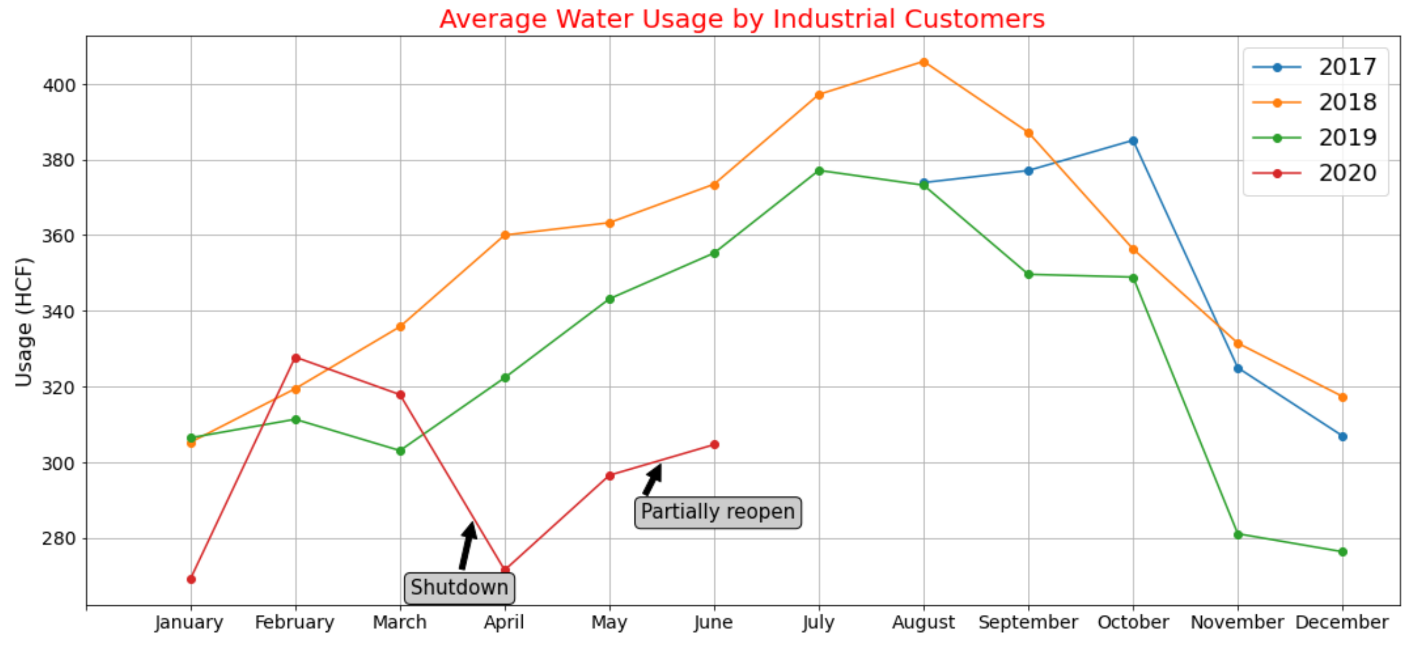 Average Water Usage by Industrial Customers
2017
2018
2019
2020
400
380
360
340
320
300
280
Usage (HCF)
Partially reopen
Shutdown
January February March April May June July August September October November December